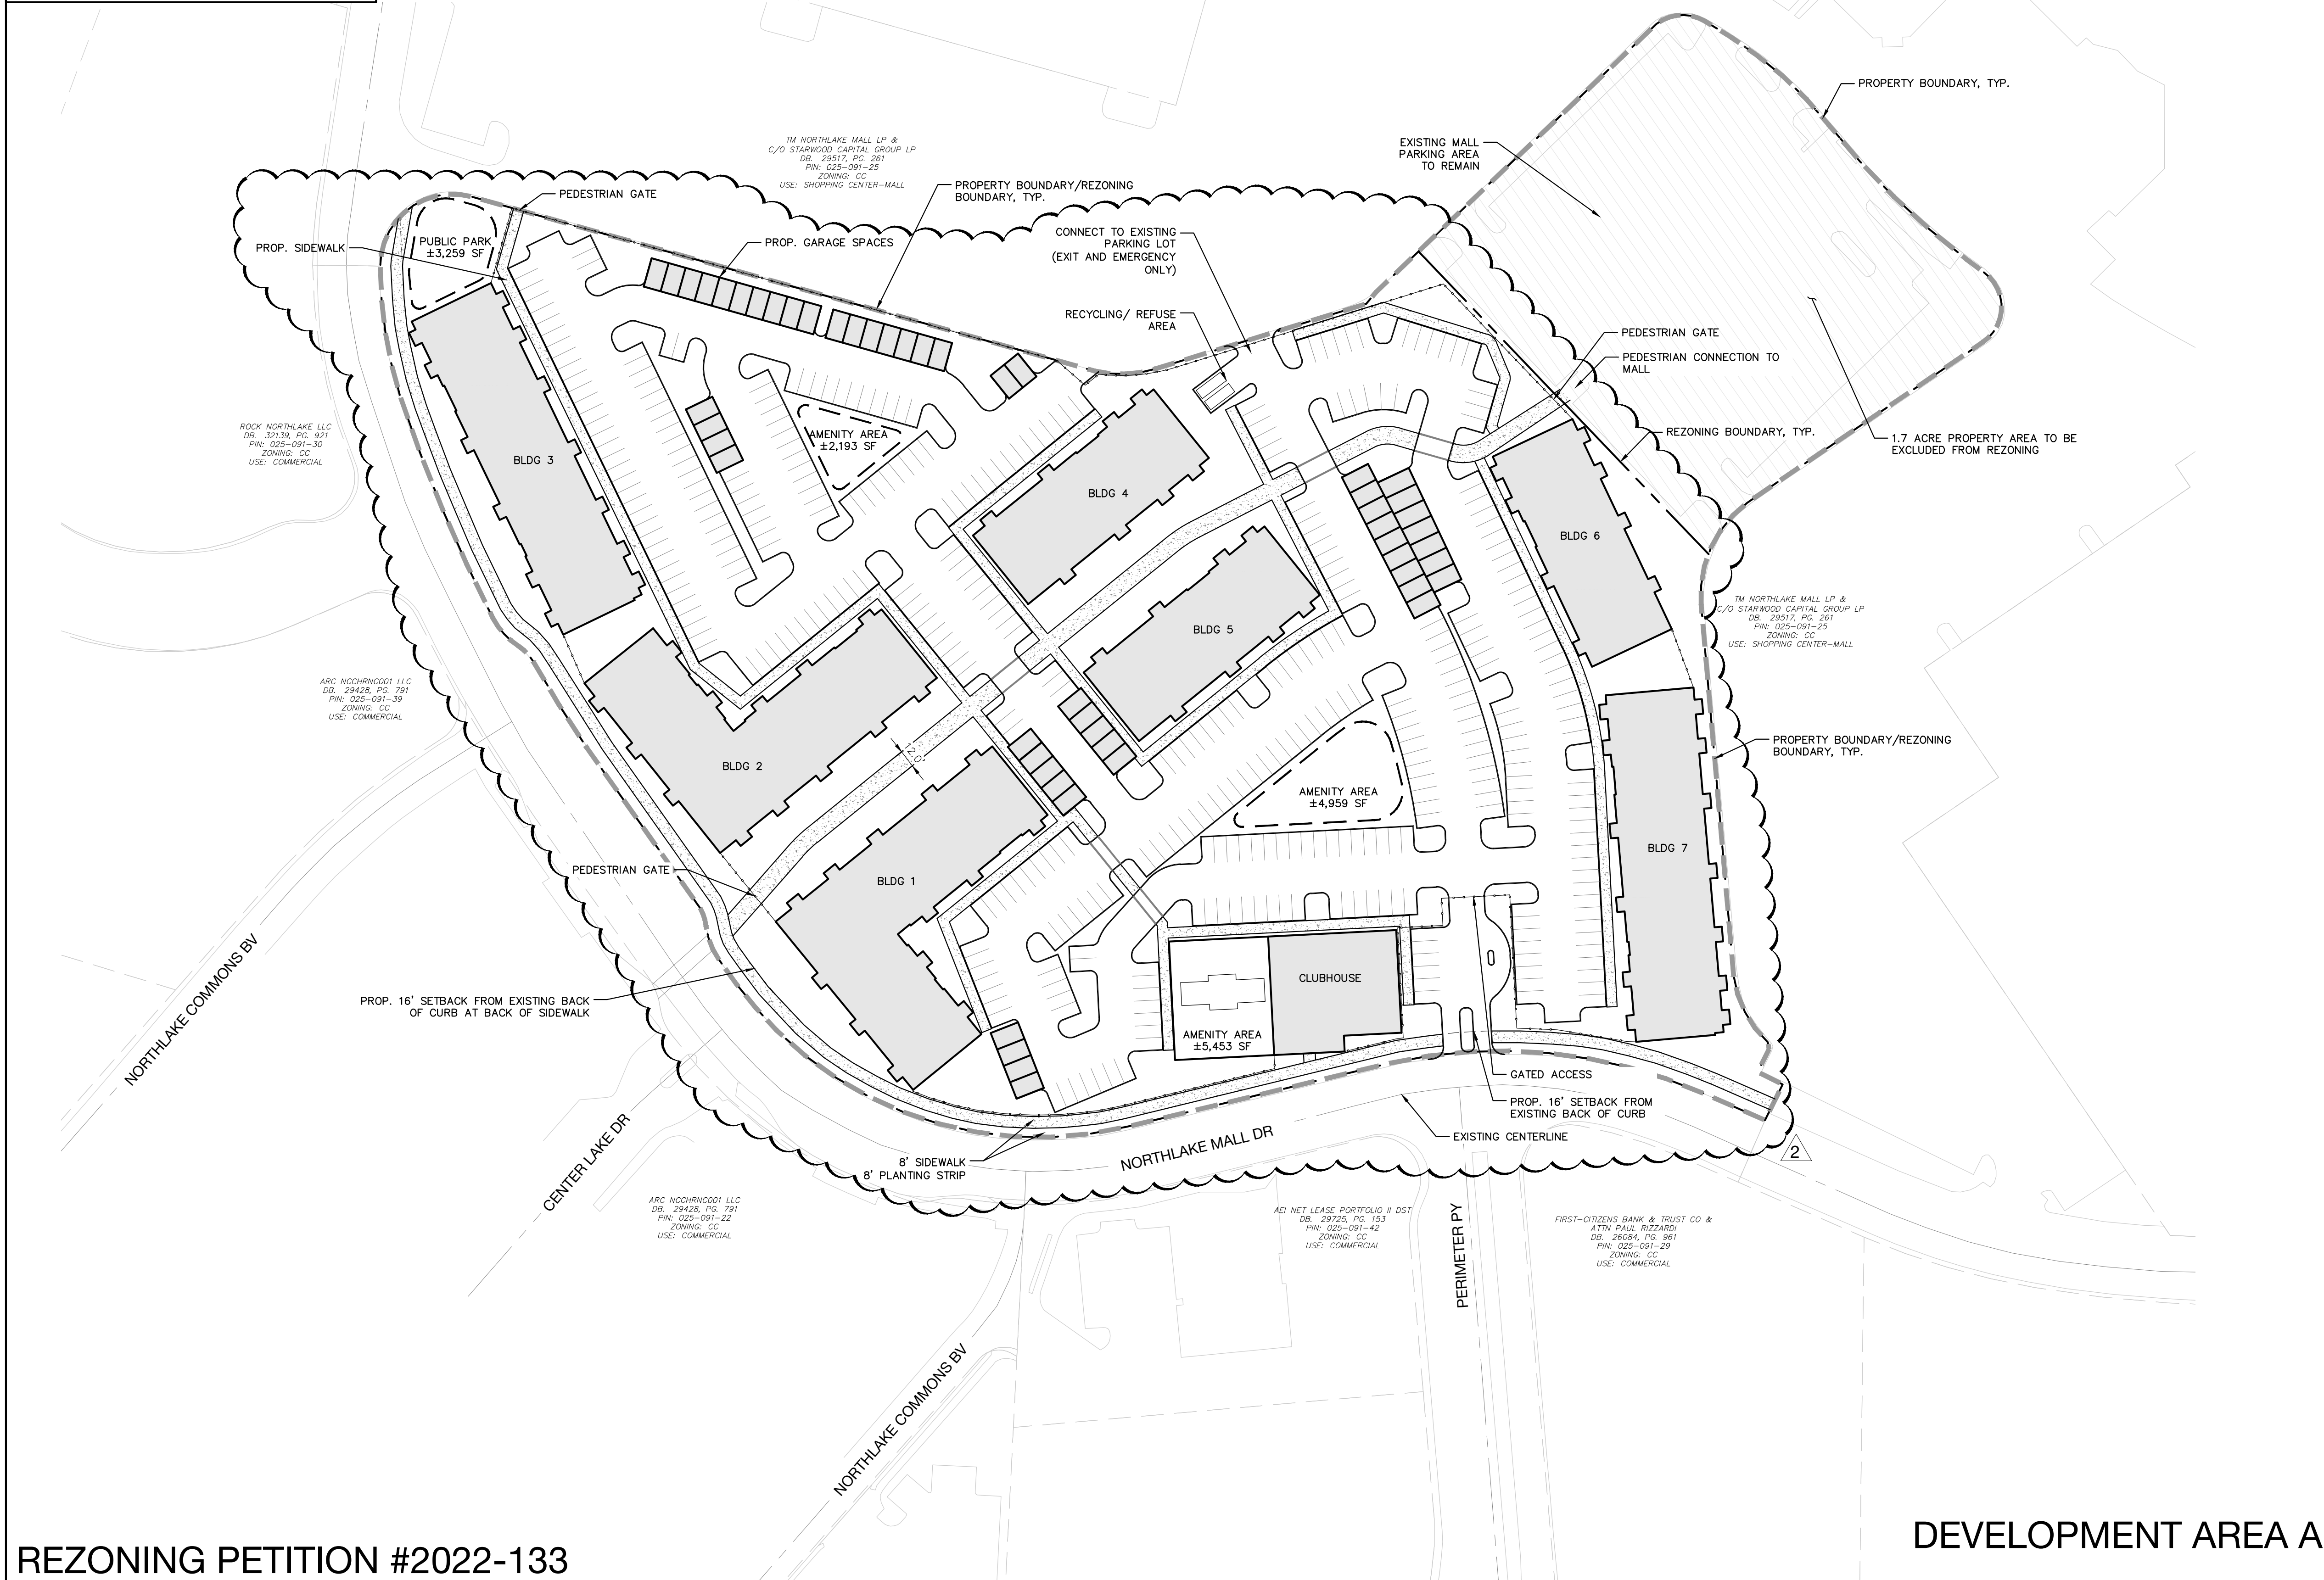 PROPERTY BOUNDARY, TYP.
EXISTING MALL
PARKING AREA
TO REMAIN
TM NORTHLAKE MALL LP &
C/O STARWOOD CAPITAL GROUP LP
DB. 29517, PG. 261
PIN: 025-091-25
ZONING: CC
USE: SHOPPING CENTER-MALL
PEDESTRIAN GATE
PROPERTY BOUNDARY/REZONING
BOUNDARY, TYP.
PROP. SIDEWALK
PUBLIC PARK
±3,259 SF
PROP. GARAGE SPACES
CONNECT TO EXISTING
PARKING LOT
(EXIT AND EMERGENCY
ONLY)
RECYCLING/ REFUSE
AREA
PEDESTRIAN GATE
PEDESTRIAN CONNECTION TO
MALL
REZONING BOUNDARY, TYP.
1.7 ACRE PROPERTY AREA TO BE
EXCLUDED FROM REZONING
ROCK NORTHLAKE LLC
DB. 32139, PG. 921
PIN: 025-091-30
ZONING: CC
USE: COMMERCIAL
BLDG 3
AMENITY AREA
±2,193 SF
BLDG 4
BLDG 6
BLDG 5
TM NORTHLAKE MALL LP &
C/O STARWOOD CAPITAL GROUP LP
DB. 29517, PG. 261
PIN: 025-091-25
ZONING: CC
USE: SHOPPING CENTER-MALL
ARC NCCHRNC001 LLC
DB. 29428, PG. 791
PIN: 025-091-39
ZONING: CC
USE: COMMERCIAL
BLDG 2
12.0'
PROPERTY BOUNDARY/REZONING
BOUNDARY, TYP.
AMENITY AREA
±4,959 SF
BLDG 7
PEDESTRIAN GATE
BLDG 1
CLUBHOUSE
AMENITY AREA
±5,453 SF
PROP. 16' SETBACK FROM EXISTING BACK
OF CURB AT BACK OF SIDEWALK
NORTHLAKE COMMONS BV
GATED ACCESS
PROP. 16' SETBACK FROM
EXISTING BACK OF CURB
EXISTING CENTERLINE
CENTER LAKE DR
8' SIDEWALK
8' PLANTING STRIP
NORTHLAKE MALL DR
2
ARC NCCHRNC001 LLC
DB. 29428, PG. 791
PIN: 025-091-22
ZONING: CC
USE: COMMERCIAL
AEI NET LEASE PORTFOLIO II DST
DB. 29725, PG. 153
PIN: 025-091-42
ZONING: CC
USE: COMMERCIAL
PERIMETER PY
FIRST-CITIZENS BANK & TRUST CO &
ATTN PAUL RIZZARDI
DB. 26084, PG. 961
PIN: 025-091-29
ZONING: CC
USE: COMMERCIAL
NORTHLAKE COMMONS BV
REZONING PETITION #2022-133
DEVELOPMENT AREA A